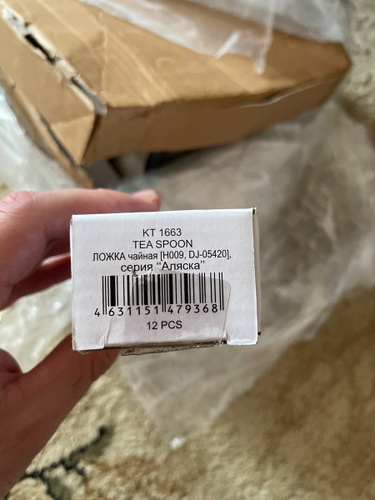 KT 1663
TEA SPOON
ЛОЖКА чайная [H009, DJ-05420],
серия "Аляска"
4 631151 479368
12 PCS